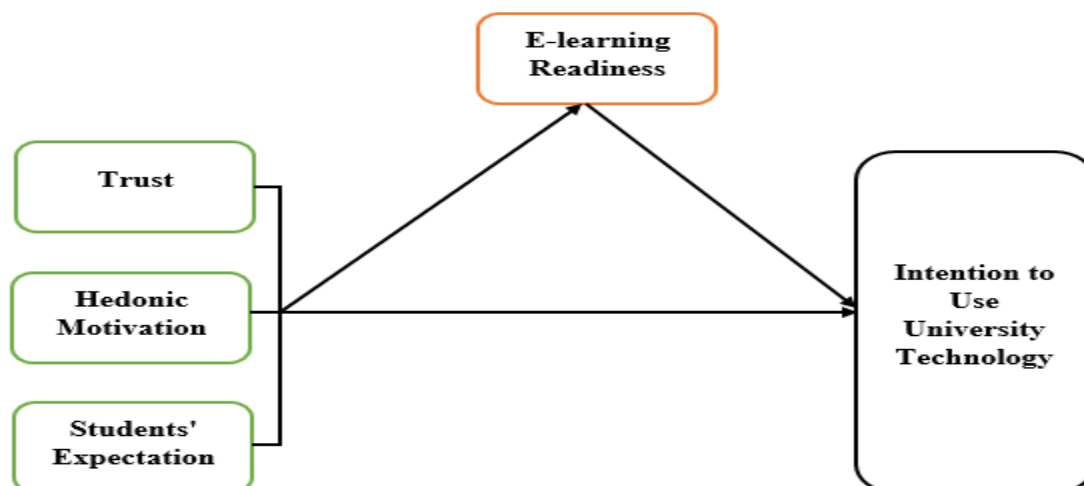 E-learning
Readiness
Trust
Hedonic
Motivation
Students'
Expectation
Intention to
Use
University
Technology